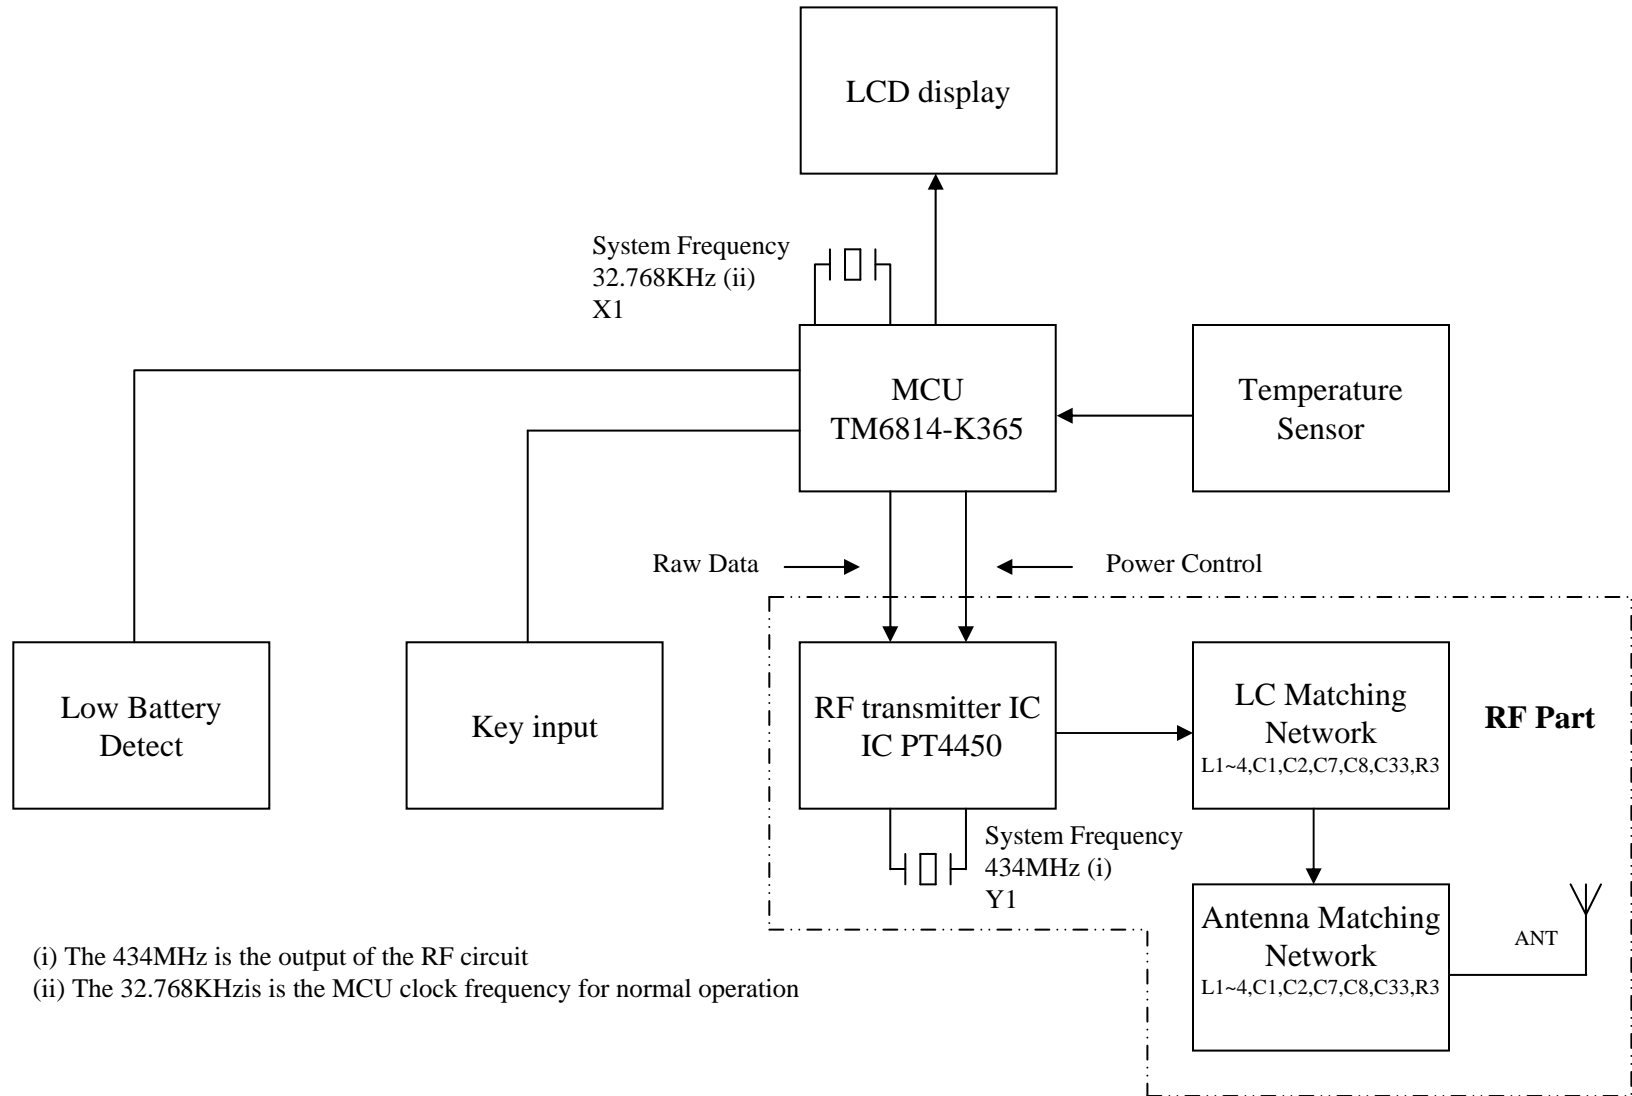 LCD display
System Frequency
32.768KHz (ii)
X1
MCU
TM6814-K365
Temperature
Sensor
Raw Data
Power Control
Low Battery
Detect
Key input
RF transmitter IC
IC PT4450
LC Matching
Network
L1~4,C1,C2,C7,C8,C33,R3
RF Part
System Frequency
434MHz (i)
Y1
Antenna Matching
Network
L1~4,C1,C2,C7,C8,C33,R3
ANT
(i) The 434MHz is the output of the RF circuit
(ii) The 32.768KHzis is the MCU clock frequency for normal operation